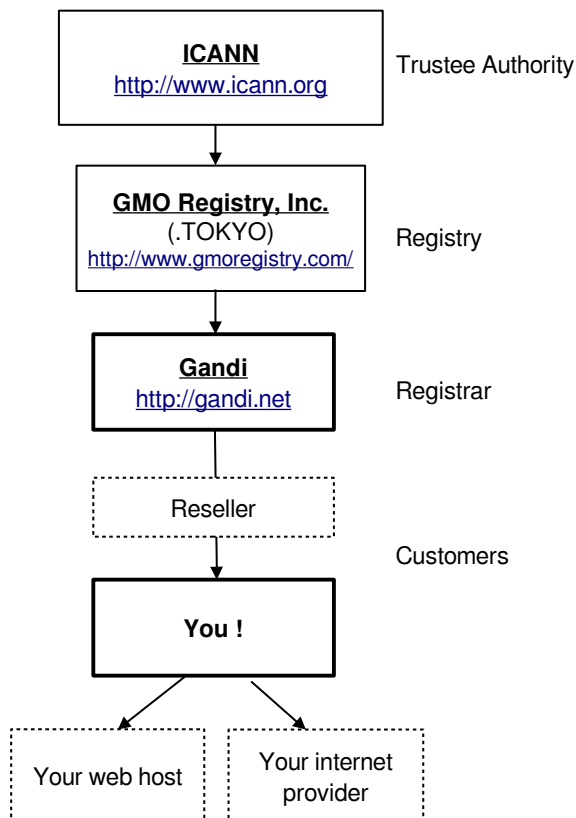 ICANN
http://www.icann.org
Trustee Authority
GMO Registry, Inc.
(.TOKYO)
http://www.gmoregistry.com/
Registry
Gandi
http://gandi.net
Registrar
Reseller
Customers
You !
Your web host
Your internet
provider